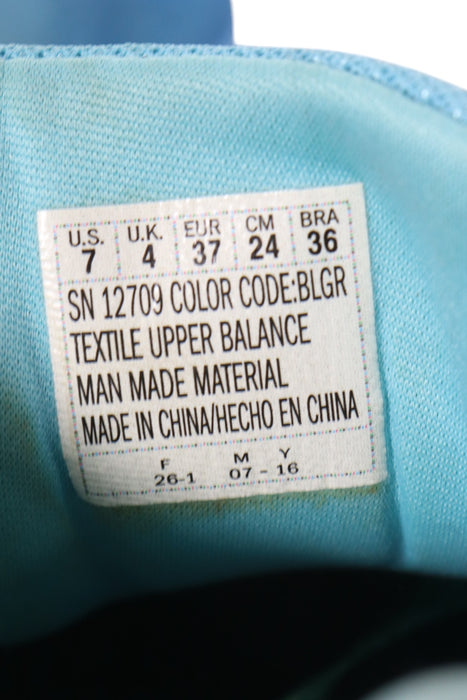 U.S. U.K. EUR CM BRA
7 4 37 24 36
SN 12709 COLOR CODE:BLGR
TEXTILE UPPER BALANCE
MAN MADE MATERIAL
MADE IN CHINA/HECHO EN CHINA
F M Y
26-1 07 - 16